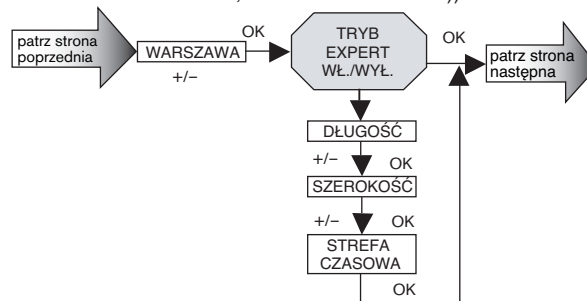 patrz strona
poprzednia
WARSZAWA
+/–
OK
TRYB
EXPERT
WŁ./WYŁ.
OK
patrz strona
następna
DŁUGOŚĆ
+/–
OK
SZEROKOŚĆ
+/–
OK
STREFA
CZASOWA
OK